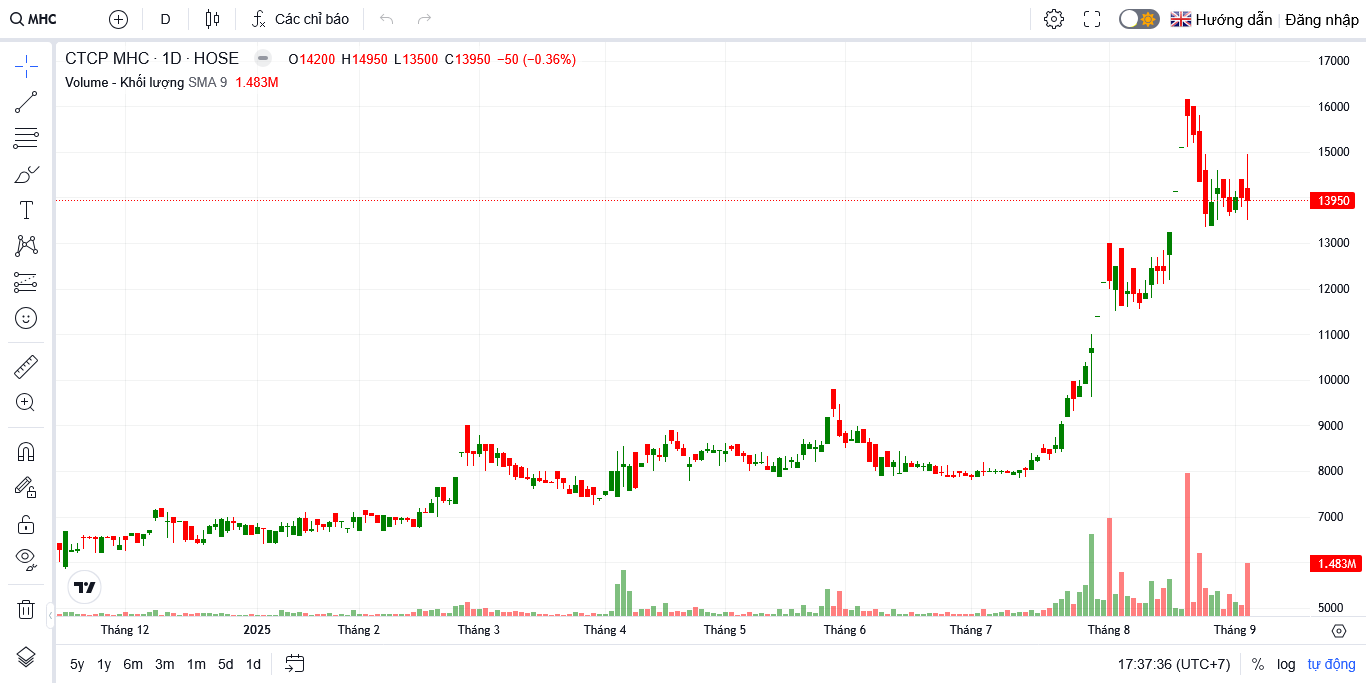 MHC D Các chỉ báo Hướng dẫn Đăng nhập
CTCP MHC · 1D · HOSE O14200 H14950 L13500 C13950 −50 (−0.36%)
Volume - Khối lượng SMA 9 1.483M
17000
16000
15000
13950
13000
12000
11000
10000
9000
8000
7000
1.483M
5000
Tháng 12 2025 Tháng 2 Tháng 3 Tháng 4 Tháng 5 Tháng 6 Tháng 7 Tháng 8 Tháng 9
5y 1y 6m 3m 1m 5d 1d 17:37:36 (UTC+7) % log tự động